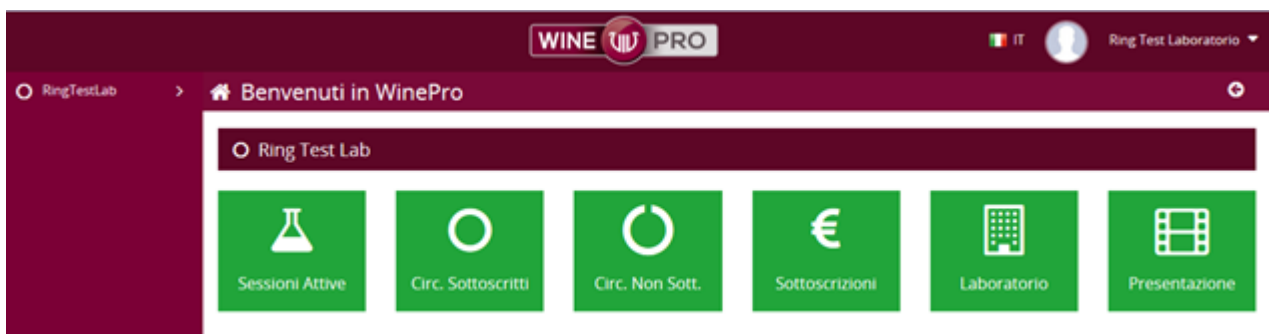 WINE PRO
IT
Ring Test Laboratorio
RingTestLab
Benvenuti in WinePro
Ring Test Lab
Sessioni Attive
Circ. Sottoscritti
Circ. Non Sott.
Sottoscrizioni
Laboratorio
Presentazione